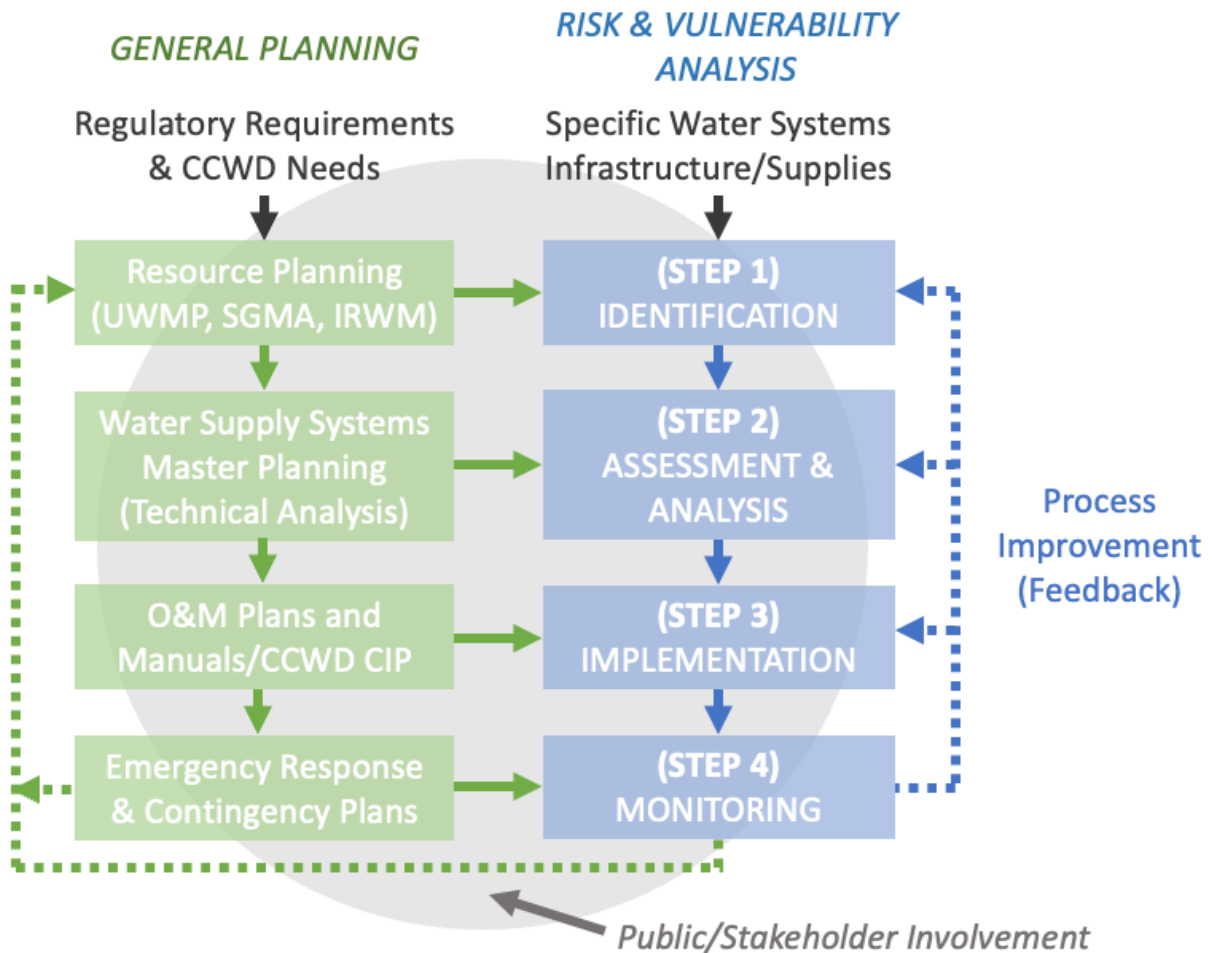 GENERAL PLANNING
RISK & VULNERABILITY
ANALYSIS
Regulatory Requirements
& CCWD Needs
Specific Water Systems
Infrastructure/Supplies
Resource Planning
(UWMP, SGMA, IRWM)
(STEP 1)
IDENTIFICATION
Water Supply Systems
Master Planning
(Technical Analysis)
(STEP 2)
ASSESSMENT &
ANALYSIS
Process
Improvement
(Feedback)
O&M Plans and
Manuals/CCWD CIP
(STEP 3)
IMPLEMENTATION
Emergency Response
& Contingency Plans
(STEP 4)
MONITORING
Public/Stakeholder Involvement